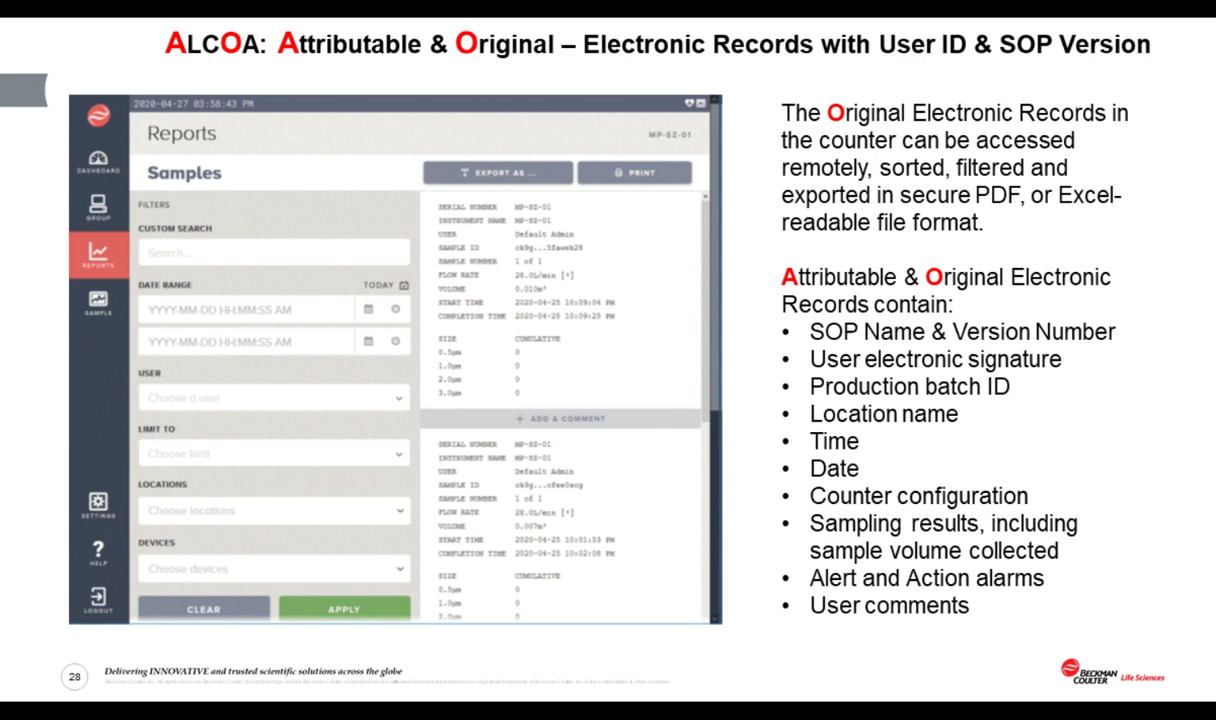 ALCOA: Attributable & Original – Electronic Records with User ID & SOP Version
2020-04-27 03:58:43 PM
Reports
MP-SZ-01
DASHBOARD
GROUP
REPORTS
SAMPLE
SETTINGS
HELP
LOGOUT
Samples
EXPORT AS ...
PRINT
FILTERS
CUSTOM SEARCH
Search...
DATE RANGE
TODAY
YYYY-MM-DD HH:MM:SS AM
YYYY-MM-DD HH:MM:SS AM
USER
Choose a user
LIMIT TO
Choose limit
LOCATIONS
Choose locations
DEVICES
Choose devices
CLEAR
APPLY
SERIAL NUMBER MP-SZ-01
INSTRUMENT NAME MP-SZ-01
USER Default Admin
SAMPLE ID
SAMPLE NUMBER 1 of 1
FLOW RATE 28.0L/min [+]
VOLUME 0.010m³
START TIME 2020-04-25 10:09:04 PM
COMPLETION TIME 2020-04-25 10:09:25 PM
SIZE CUMULATIVE
0.5µm 0
1.0µm 0
2.0µm 0
3.0µm 0
+ ADD A COMMENT
SERIAL NUMBER MP-SZ-01
INSTRUMENT NAME MP-SZ-01
USER Default Admin
SAMPLE ID
SAMPLE NUMBER 1 of 1
FLOW RATE 28.0L/min [+]
VOLUME 0.007m³
START TIME 2020-04-25 10:01:53 PM
COMPLETION TIME 2020-04-25 10:02:08 PM
SIZE CUMULATIVE
0.5µm 0
1.0µm 0
2.0µm 0
The Original Electronic Records in
the counter can be accessed
remotely, sorted, filtered and
exported in secure PDF, or Excel-
readable file format.
Attributable & Original Electronic
Records contain:
• SOP Name & Version Number
• User electronic signature
• Production batch ID
• Location name
• Time
• Date
• Counter configuration
• Sampling results, including
sample volume collected
• Alert and Action alarms
• User comments
28
Delivering INNOVATIVE and trusted scientific solutions across the globe
BECKMAN
COULTER Life Sciences